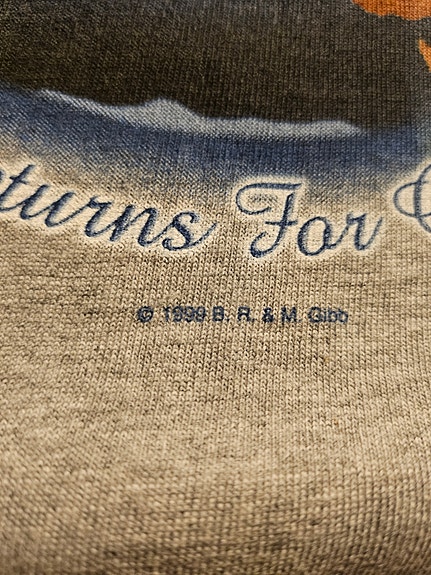 turns For
© 1999 B. R. & M. Gibb